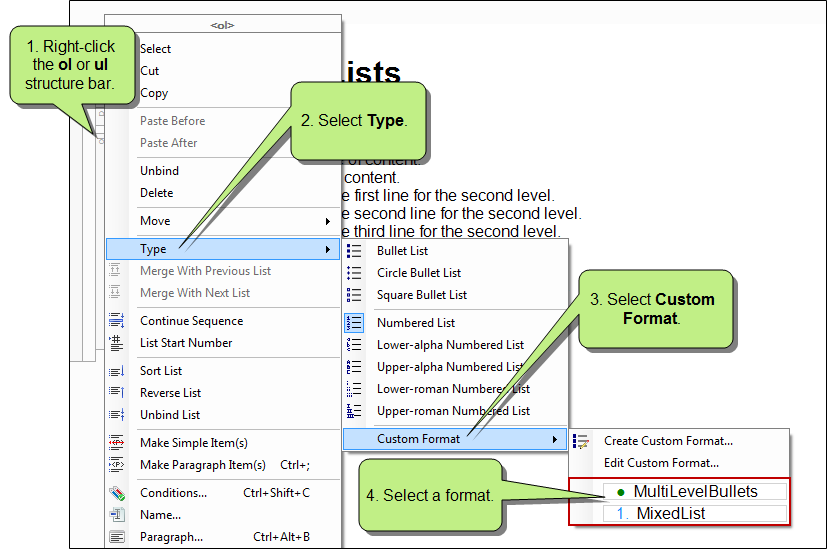 <ol>
1. Right-click
the ol or ul
structure bar.
Select
Cut
Copy
Paste Before
Paste After
Unbind
Delete
Move
Type
Merge With Previous List
Merge With Next List
Continue Sequence
List Start Number
Sort List
Reverse List
Unbind List
Make Simple Item(s)
Make Paragraph Item(s) Ctrl+;
Conditions... Ctrl+Shift+C
Name...
Paragraph... Ctrl+Alt+B
Lists
2. Select Type.
of content.
content.
e first line for the second level.
e second line for the second level.
e third line for the second level.
Bullet List
Circle Bullet List
Square Bullet List
Numbered List
Lower-alpha Numbered List
Upper-alpha Numbered List
Lower-roman Numbered List
Upper-roman Numbered List
Custom Format
3. Select Custom
Format.
Create Custom Format...
Edit Custom Format...
● MultiLevelBullets
1. MixedList
4. Select a format.